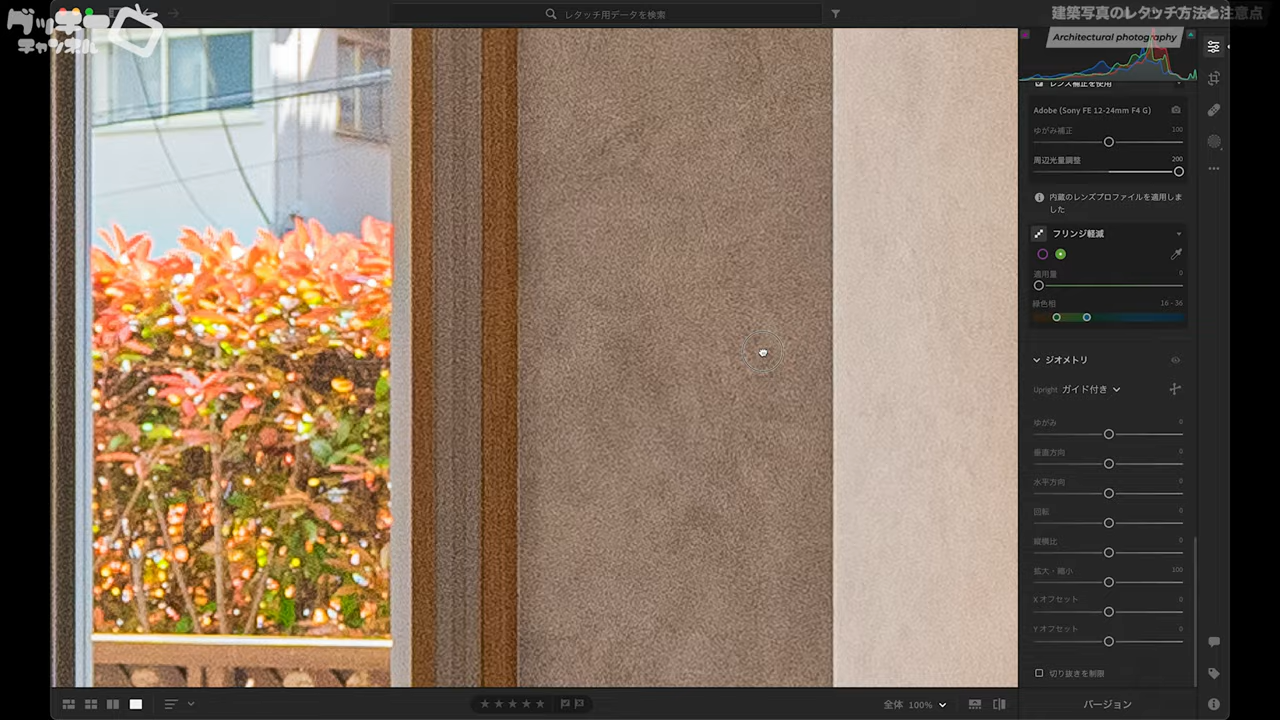 グッチー
チャンネル
レタッチ用データを検索
建築写真のレタッチ方法と注意点
Architectural photography
レンズ補正を使用
Adobe (Sony FE 12-24mm F4 G)
ゆがみ補正 100
周辺光量調整 200
内蔵のレンズプロファイルを適用しま
した
フリンジ軽減
適用量 0
緑色相 16 - 36
ジオメトリ
Upright ガイド付き
ゆがみ 0
垂直方向 0
水平方向 0
回転 0
縦横比 0
拡大・縮小 100
X オフセット 0
Y オフセット 0
切り抜きを制限
全体 100%
バージョン